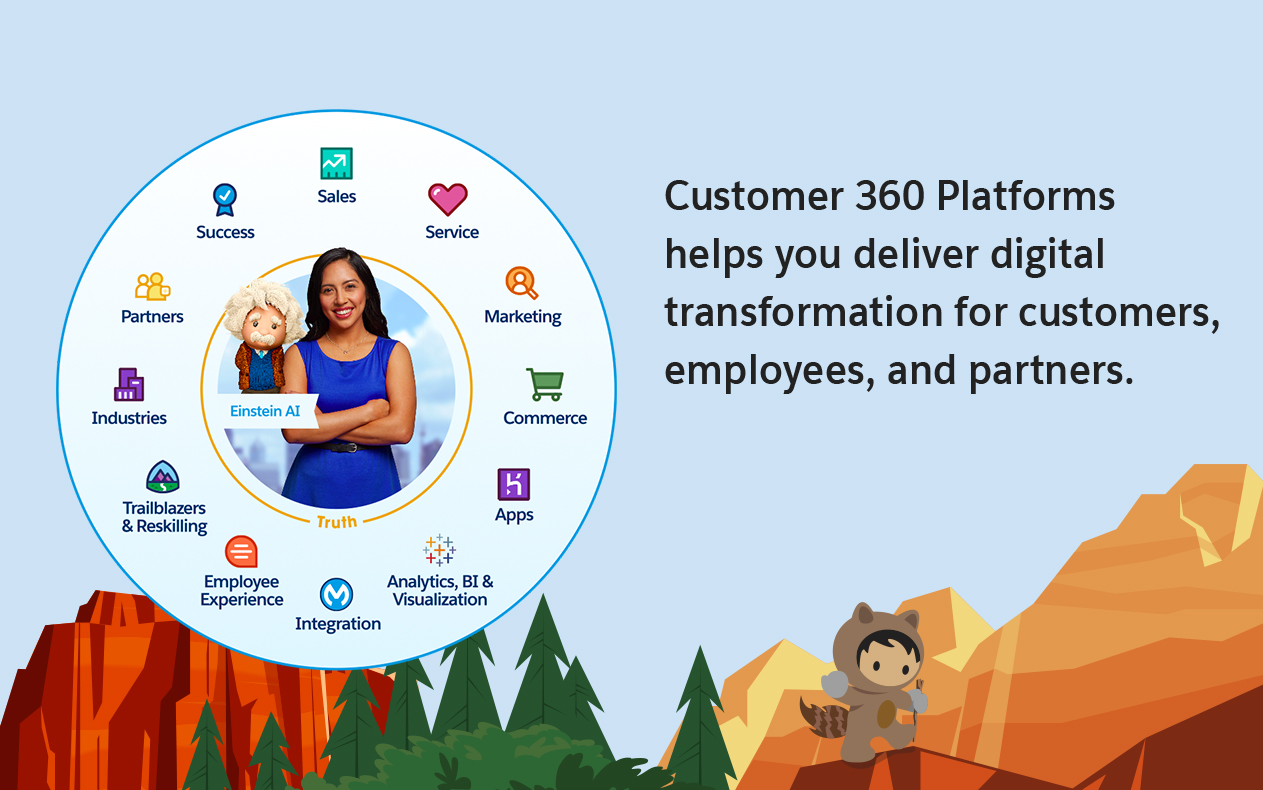 Customer 360 Platforms
helps you deliver digital
transformation for customers,
employees, and partners.
Sales
Service
Marketing
Commerce
Apps
Analytics, BI &
Visualization
Integration
Employee
Experience
Trailblazers
& Reskilling
Industries
Partners
Success
Einstein AI
Truth